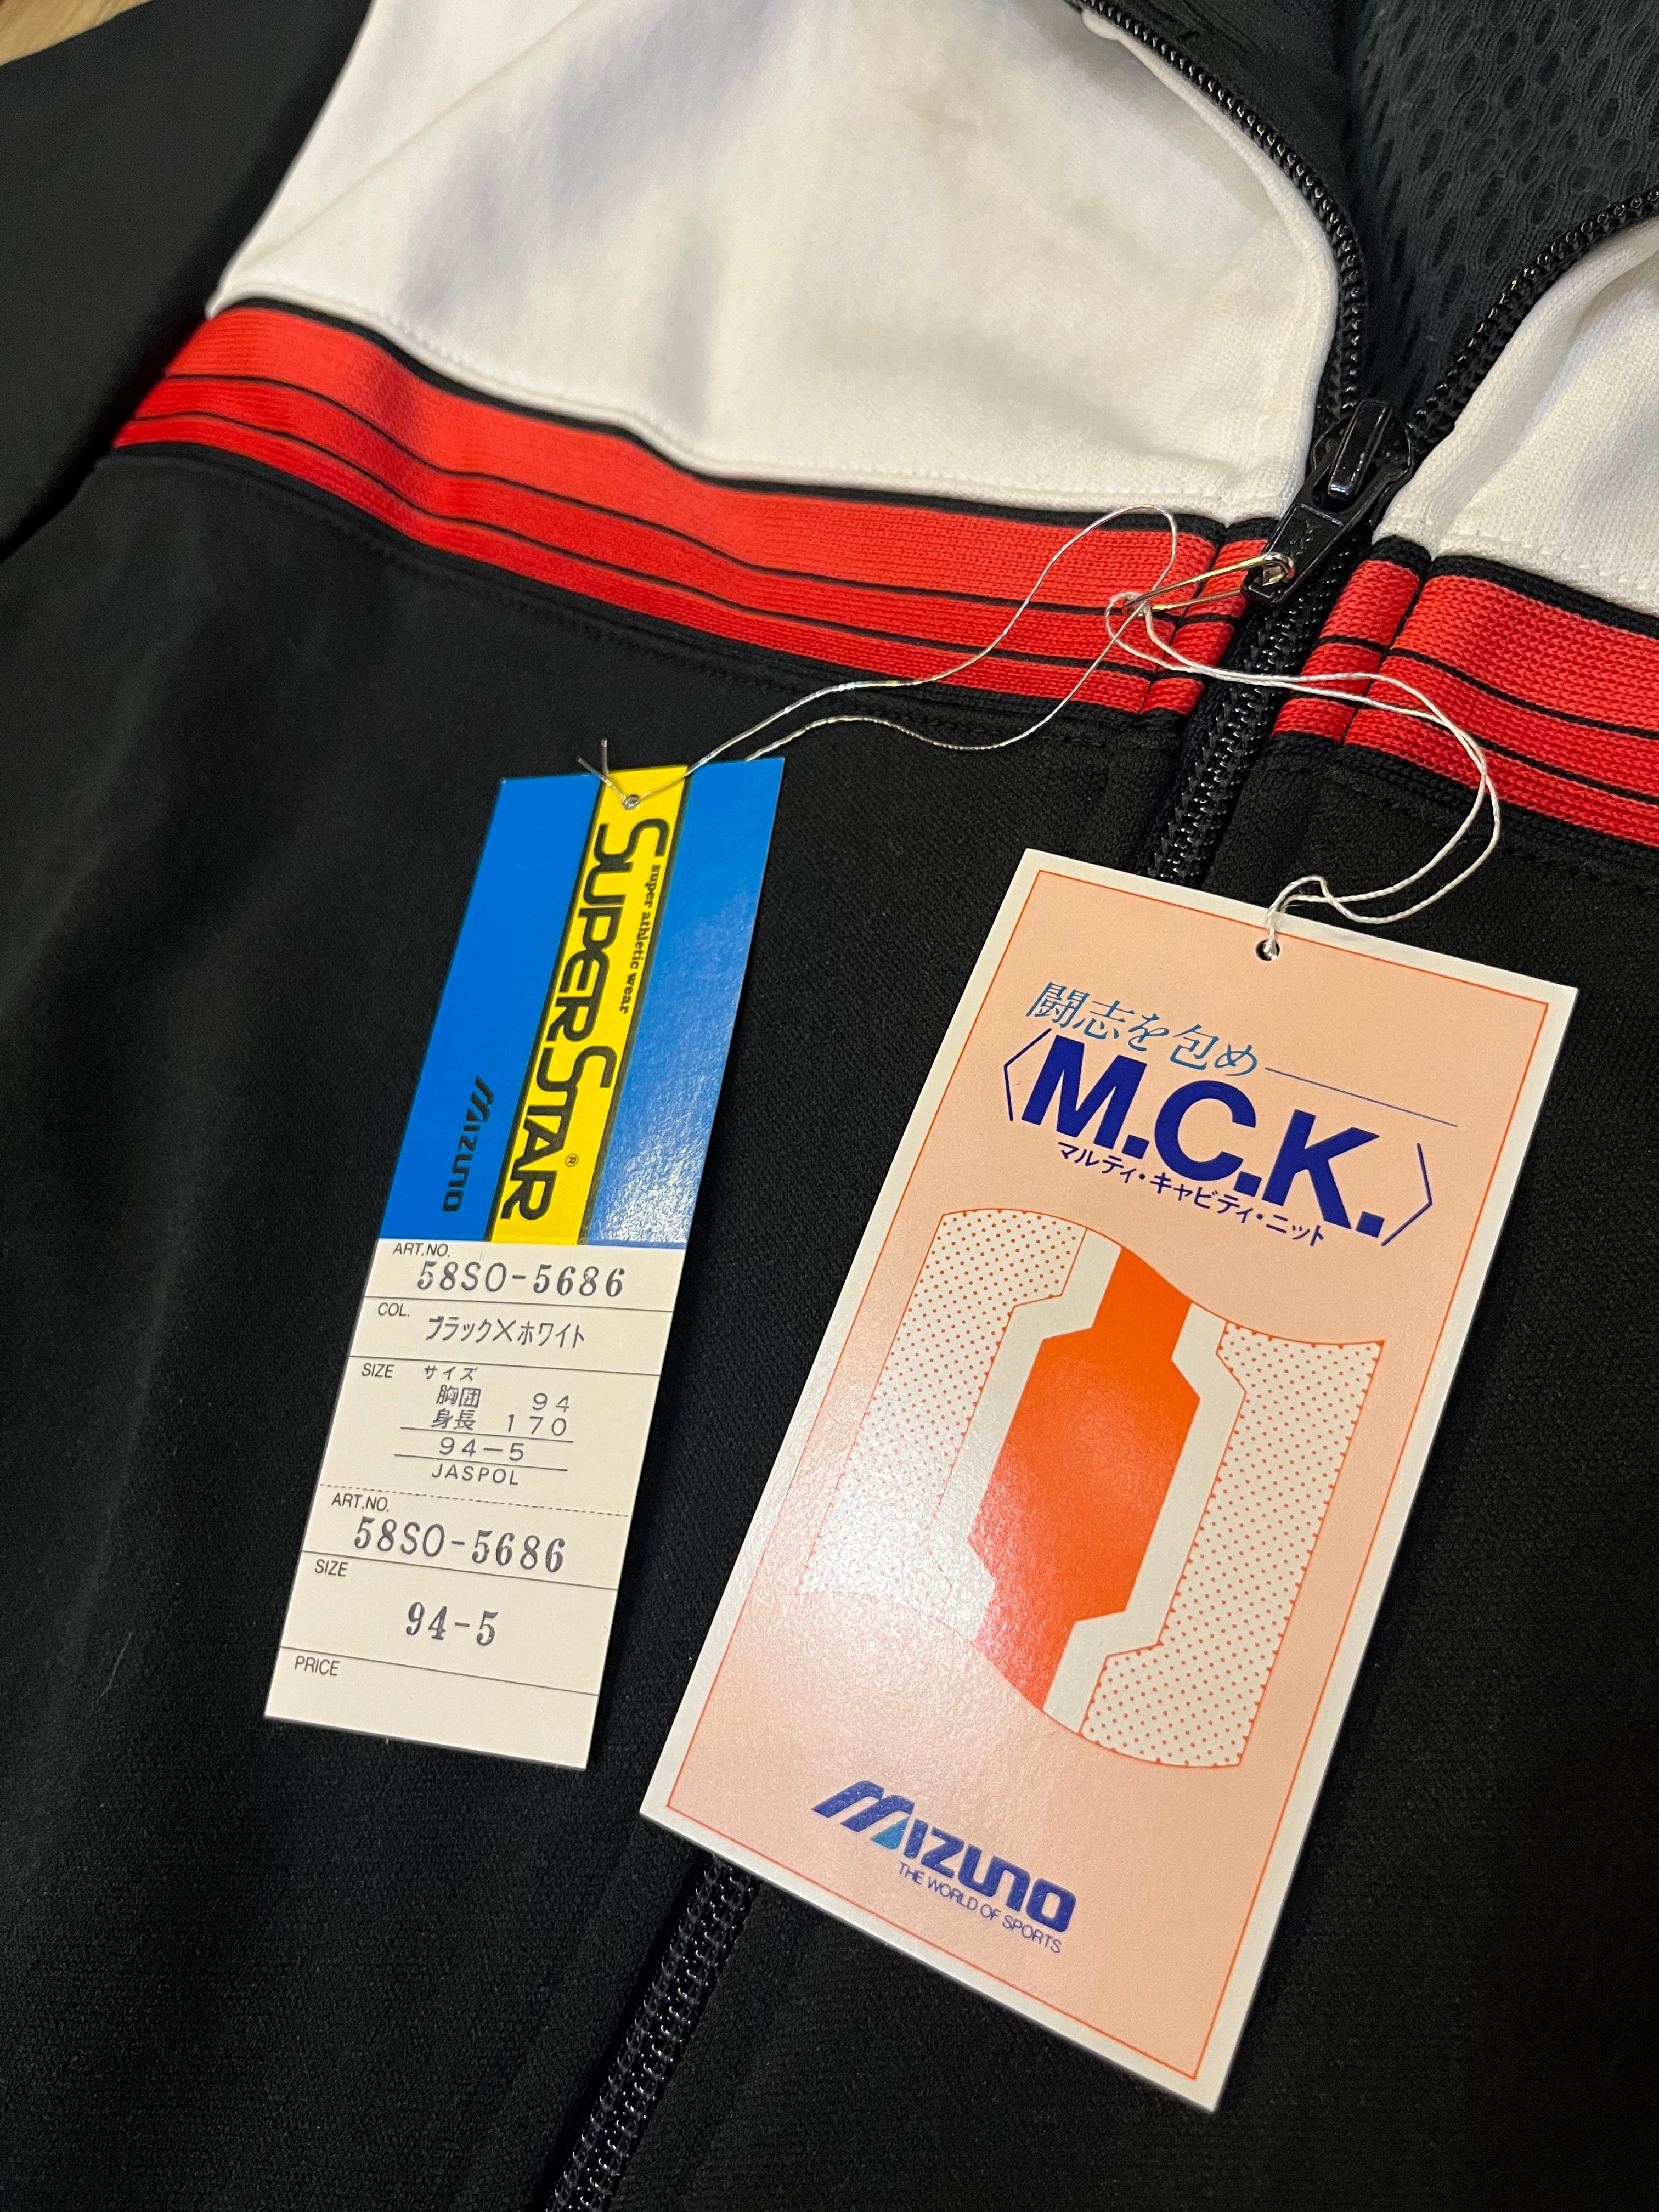 SUPER STAR®
super athletic wear
MIZUNO
ART.NO.
58SO-5686
COL.
ブラック×ホワイト
SIZE サイズ
胸囲 94
身長 170
94-5
JASPOL
ART.NO.
58SO-5686
SIZE
94-5
PRICE
闘志を包め──
〈M.C.K.〉
マルティ・キャビティ・ニット
MIZUNO
THE WORLD OF SPORTS
YKK